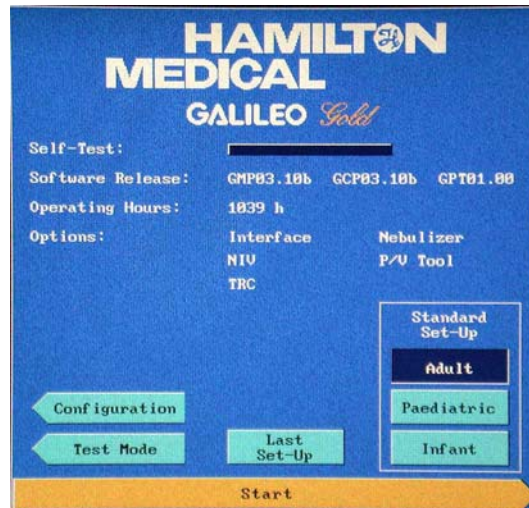 HAMILTON
MEDICAL
GALILEO Gold
Self-Test:
Software Release: GMP03.10b GCP03.10b GPT01.00
Operating Hours: 1039 h
Options: Interface Nebulizer
NIV P/V Tool
TRC
Standard
Set-Up
Adult
Configuration
Paediatric
Test Mode
Last
Set-Up
Infant
Start